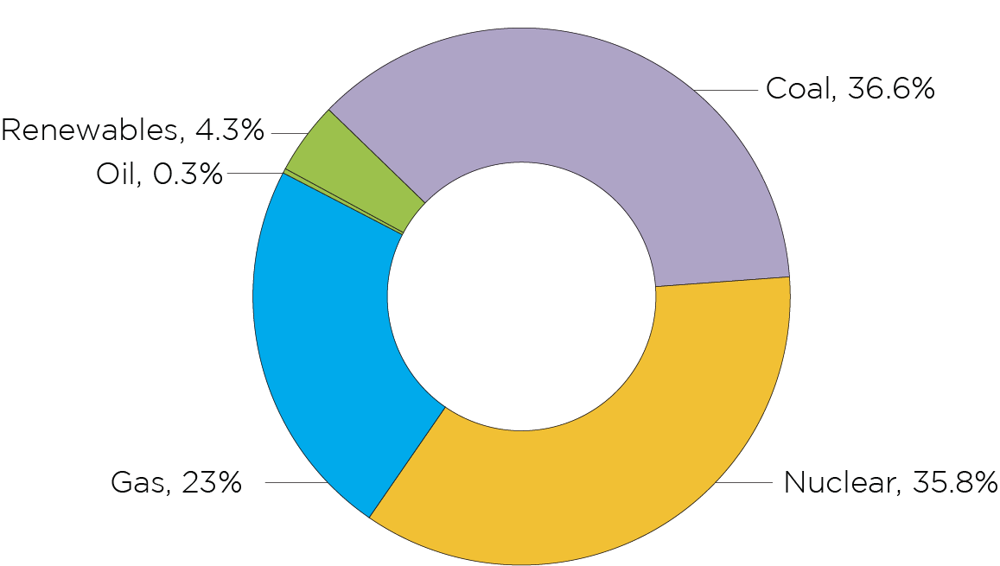 Coal, 36.6%
Renewables, 4.3%
Oil, 0.3%
Gas, 23%
Nuclear, 35.8%